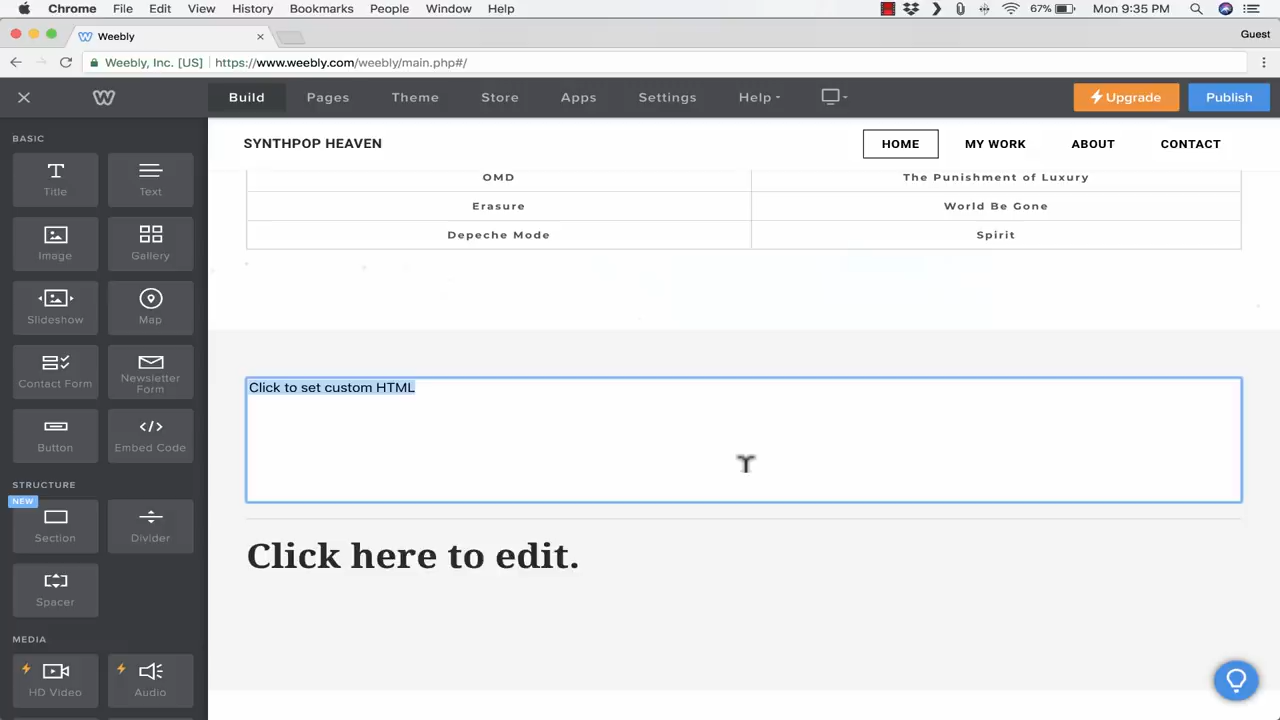 Chrome File Edit View History Bookmarks People Window Help 67% Mon 9:35 PM
Weebly Guest
Weebly, Inc. [US] https://www.weebly.com/weebly/main.php#/
Build Pages Theme Store Apps Settings Help Upgrade Publish
BASIC
Title Text
Image Gallery
Slideshow Map
Contact Form Newsletter Form
Button Embed Code
STRUCTURE
NEW
Section Divider
Spacer
MEDIA
HD Video Audio
SYNTHPOP HEAVEN HOME MY WORK ABOUT CONTACT
OMD The Punishment of Luxury
Erasure World Be Gone
Depeche Mode Spirit
Click to set custom HTML
Click here to edit.